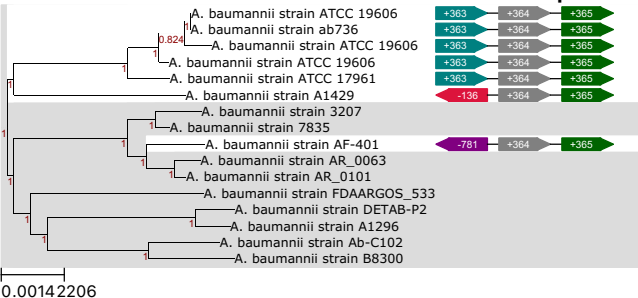 A. baumannii strain ATCC 19606 +363 +364 +365
1 A. baumannii strain ab736 +363 +364 +365
0.824 A. baumannii strain ATCC 19606 +363 +364 +365
1 A. baumannii strain ATCC 19606 +363 +364 +365
1 A. baumannii strain ATCC 17961 +363 +364 +365
1 A. baumannii strain A1429 -136 +364 +365
A. baumannii strain 3207
1 1 A. baumannii strain 7835
1 A. baumannii strain AF-401 -781 +364 +365
1 A. baumannii strain AR_0063
1 1 A. baumannii strain AR_0101
A. baumannii strain FDAARGOS_533
1 A. baumannii strain DETAB-P2
1 1 A. baumannii strain A1296
1 A. baumannii strain Ab-C102
1 A. baumannii strain B8300
0.00142206